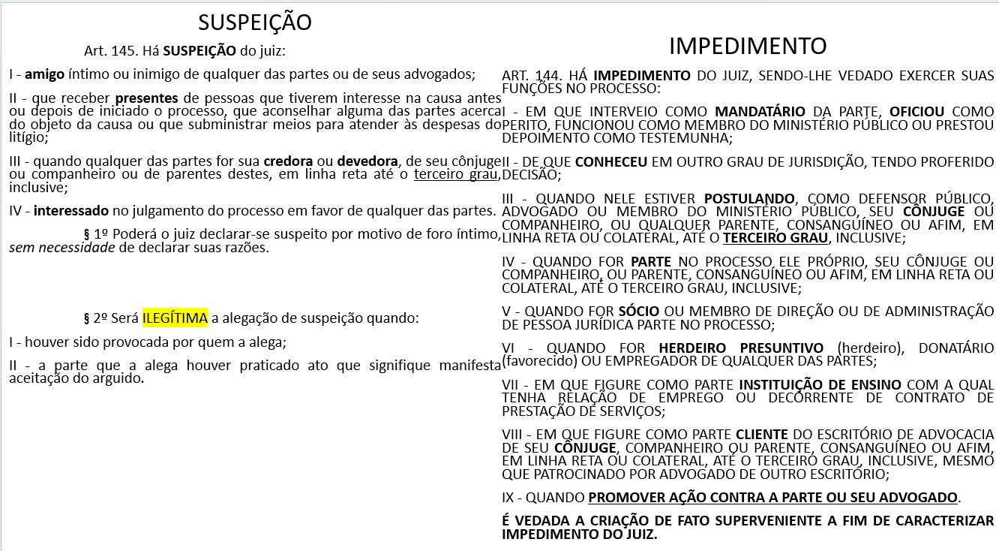 SUSPEIÇÃO
Art. 145. Há SUSPEIÇÃO do juiz:
I - amigo íntimo ou inimigo de qualquer das partes ou de seus advogados;
II - que receber presentes de pessoas que tiverem interesse na causa antes
ou depois de iniciado o processo, que aconselhar alguma das partes acerca
do objeto da causa ou que subministrar meios para atender às despesas do
litígio;
III - quando qualquer das partes for sua credora ou devedora, de seu cônjuge
ou companheiro ou de parentes destes, em linha reta até o terceiro grau,
inclusive;
IV - interessado no julgamento do processo em favor de qualquer das partes.
§ 1º Poderá o juiz declarar-se suspeito por motivo de foro íntimo,
sem necessidade de declarar suas razões.
§ 2º Será ILEGÍTIMA a alegação de suspeição quando:
I - houver sido provocada por quem a alega;
II - a parte que a alega houver praticado ato que signifique manifesta
aceitação do arguido.
IMPEDIMENTO
ART. 144. HÁ IMPEDIMENTO DO JUIZ, SENDO-LHE VEDADO EXERCER SUAS
FUNÇÕES NO PROCESSO:
I - EM QUE INTERVEIO COMO MANDATÁRIO DA PARTE, OFICIOU COMO
PERITO, FUNCIONOU COMO MEMBRO DO MINISTÉRIO PÚBLICO OU PRESTOU
DEPOIMENTO COMO TESTEMUNHA;
II - DE QUE CONHECEU EM OUTRO GRAU DE JURISDIÇÃO, TENDO PROFERIDO
DECISÃO;
III - QUANDO NELE ESTIVER POSTULANDO, COMO DEFENSOR PÚBLICO,
ADVOGADO OU MEMBRO DO MINISTÉRIO PÚBLICO, SEU CÔNJUGE OU
COMPANHEIRO, OU QUALQUER PARENTE, CONSANGUÍNEO OU AFIM, EM
LINHA RETA OU COLATERAL, ATÉ O TERCEIRO GRAU, INCLUSIVE;
IV - QUANDO FOR PARTE NO PROCESSO ELE PRÓPRIO, SEU CÔNJUGE OU
COMPANHEIRO, OU PARENTE, CONSANGUÍNEO OU AFIM, EM LINHA RETA OU
COLATERAL, ATÉ O TERCEIRO GRAU, INCLUSIVE;
V - QUANDO FOR SÓCIO OU MEMBRO DE DIREÇÃO OU DE ADMINISTRAÇÃO
DE PESSOA JURÍDICA PARTE NO PROCESSO;
VI - QUANDO FOR HERDEIRO PRESUNTIVO (herdeiro), DONATÁRIO
(favorecido) OU EMPREGADOR DE QUALQUER DAS PARTES;
VII - EM QUE FIGURE COMO PARTE INSTITUIÇÃO DE ENSINO COM A QUAL
TENHA RELAÇÃO DE EMPREGO OU DECORRENTE DE CONTRATO DE
PRESTAÇÃO DE SERVIÇOS;
VIII - EM QUE FIGURE COMO PARTE CLIENTE DO ESCRITÓRIO DE ADVOCACIA
DE SEU CÔNJUGE, COMPANHEIRO OU PARENTE, CONSANGUÍNEO OU AFIM,
EM LINHA RETA OU COLATERAL, ATÉ O TERCEIRO GRAU, INCLUSIVE, MESMO
QUE PATROCINADO POR ADVOGADO DE OUTRO ESCRITÓRIO;
IX - QUANDO PROMOVER AÇÃO CONTRA A PARTE OU SEU ADVOGADO.
É VEDADA A CRIAÇÃO DE FATO SUPERVENIENTE A FIM DE CARACTERIZAR
IMPEDIMENTO DO JUIZ.